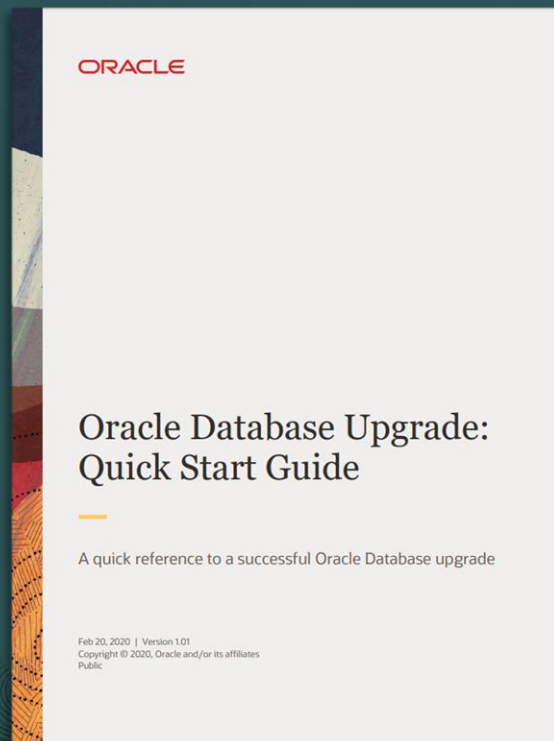 ORACLE
Oracle Database Upgrade:
Quick Start Guide
A quick reference to a successful Oracle Database upgrade
Feb 20, 2020 | Version 1.01
Copyright © 2020, Oracle and/or its affiliates
Public